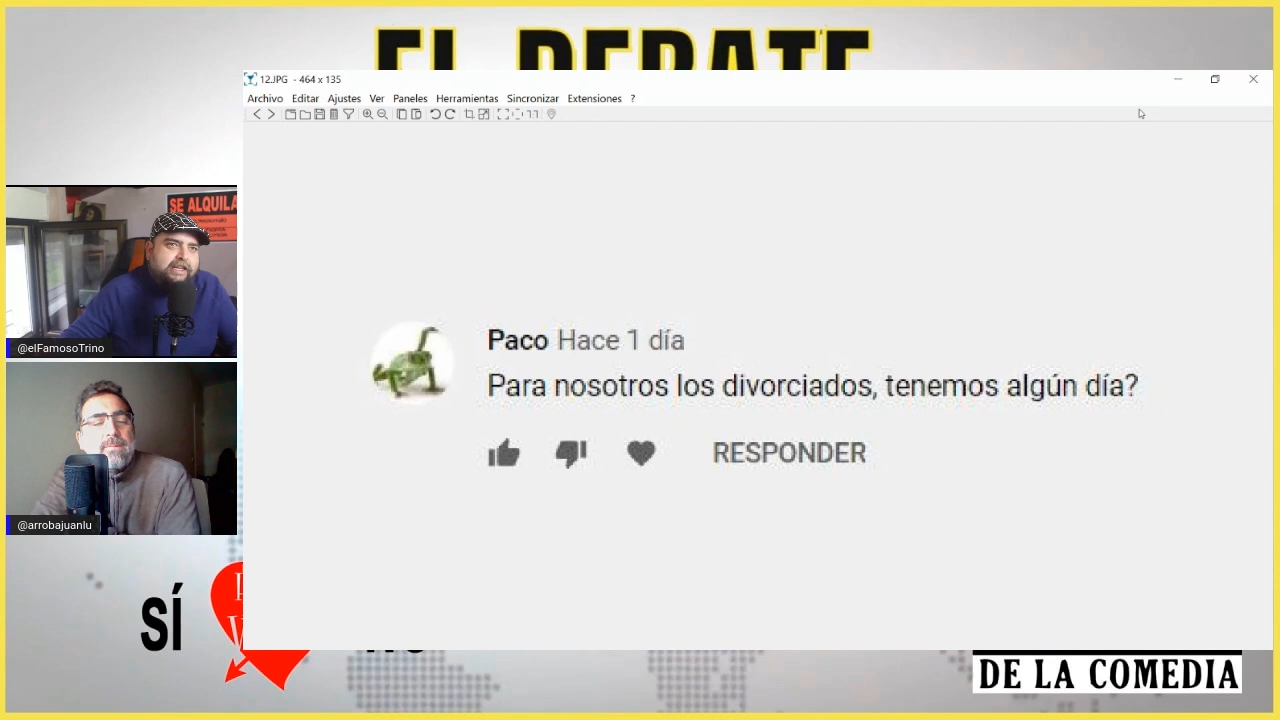 EL DEBATE
12.JPG - 464 x 135
Archivo Editar Ajustes Ver Paneles Herramientas Sincronizar Extensiones ?
SE ALQUILA
@elFamosoTrino
Paco Hace 1 día
Para nosotros los divorciados, tenemos algún día?
RESPONDER
@arrobajuanlu
SÍ
DE LA COMEDIA